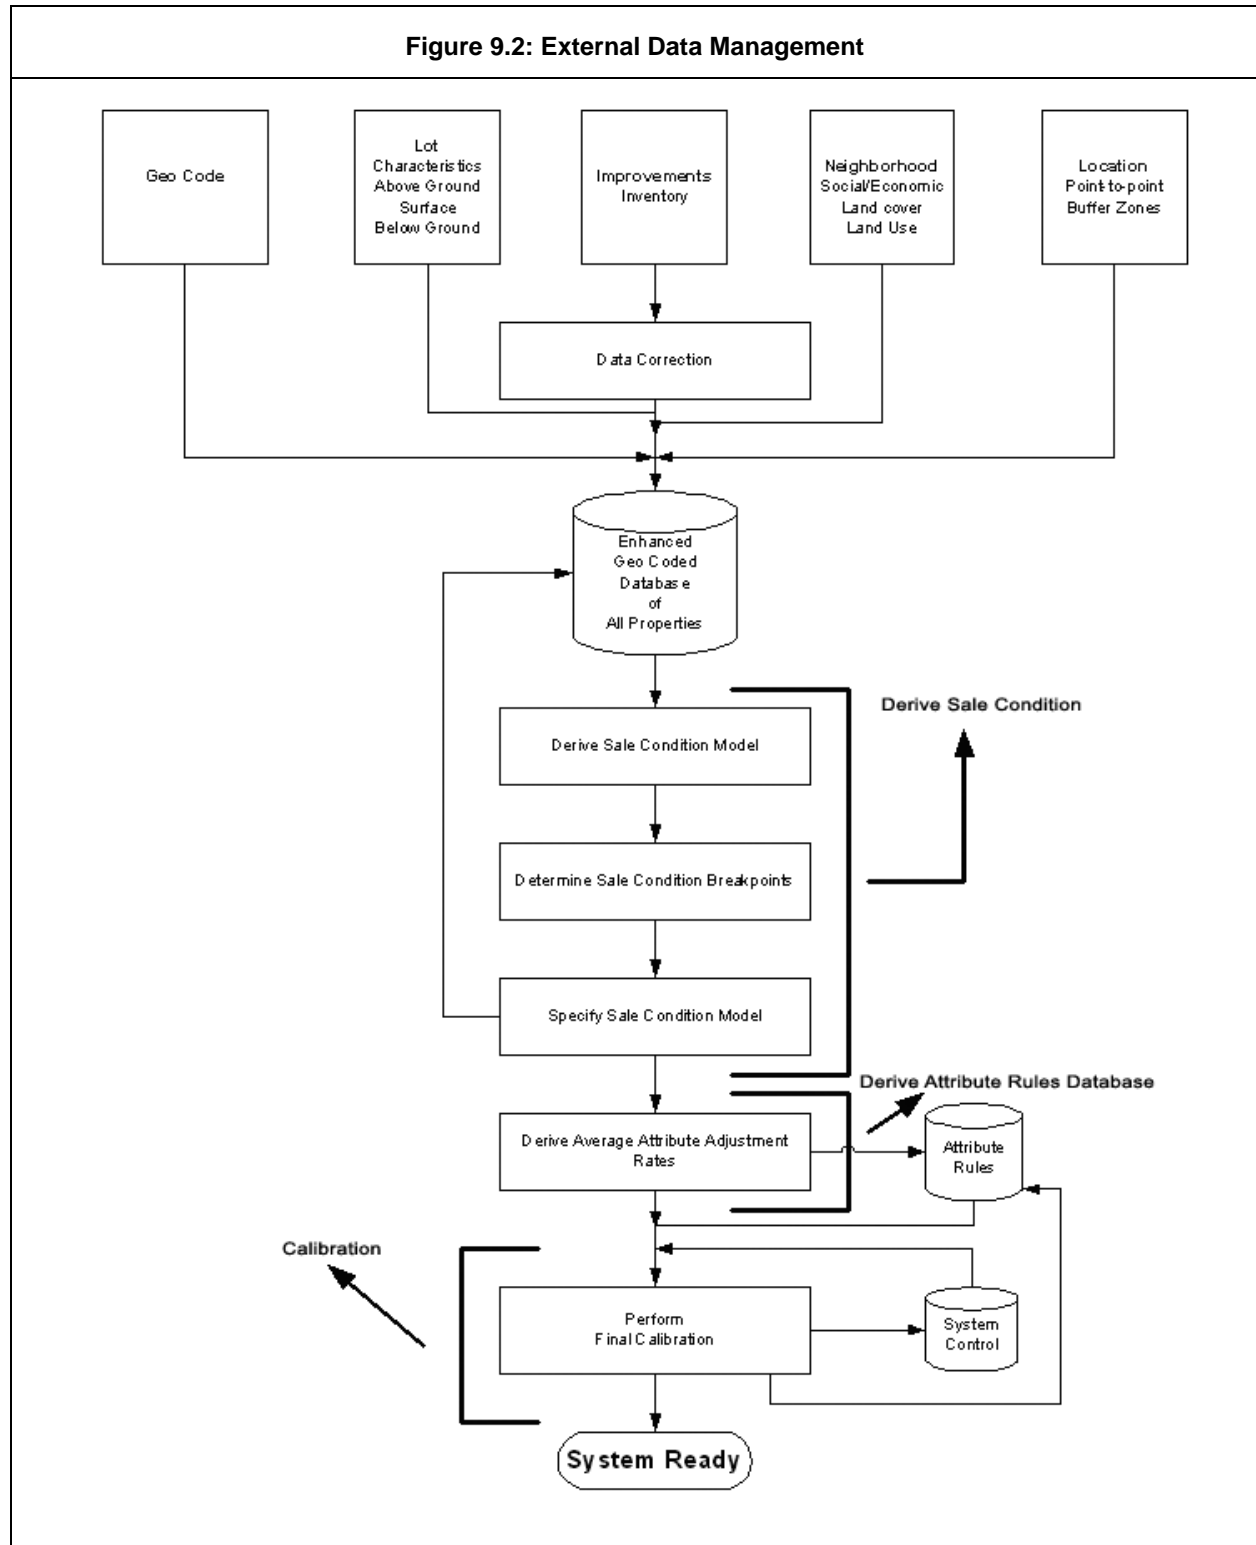 Figure 9.2: External Data Management
Geo Code
Lot
Characteristics
Above Ground
Surface
Below Ground
Improvements
Inventory
Neighborhood
Social/Economic
Land cover
Land Use
Location
Point-to-point
Buffer Zones
Data Correction
Enhanced
Geo Coded
Database
of
All Properties
Derive Sale Condition
Derive Sale Condition Model
Determine Sale Condition Breakpoints
Specify Sale Condition Model
Derive Attribute Rules Database
Derive Average Attribute Adjustment
Rates
Attribute
Rules
Calibration
Perform
Final Calibration
System
Control
System Ready